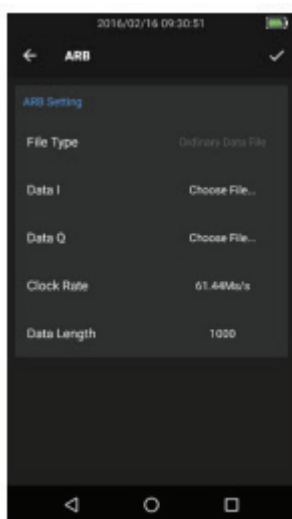 2016/02/16 09:30:51
ARB
ARB Setting
File Type Ordinary Data File
Data I Choose File...
Data Q Choose File...
Clock Rate 61.44Ms/s
Data Length 1000